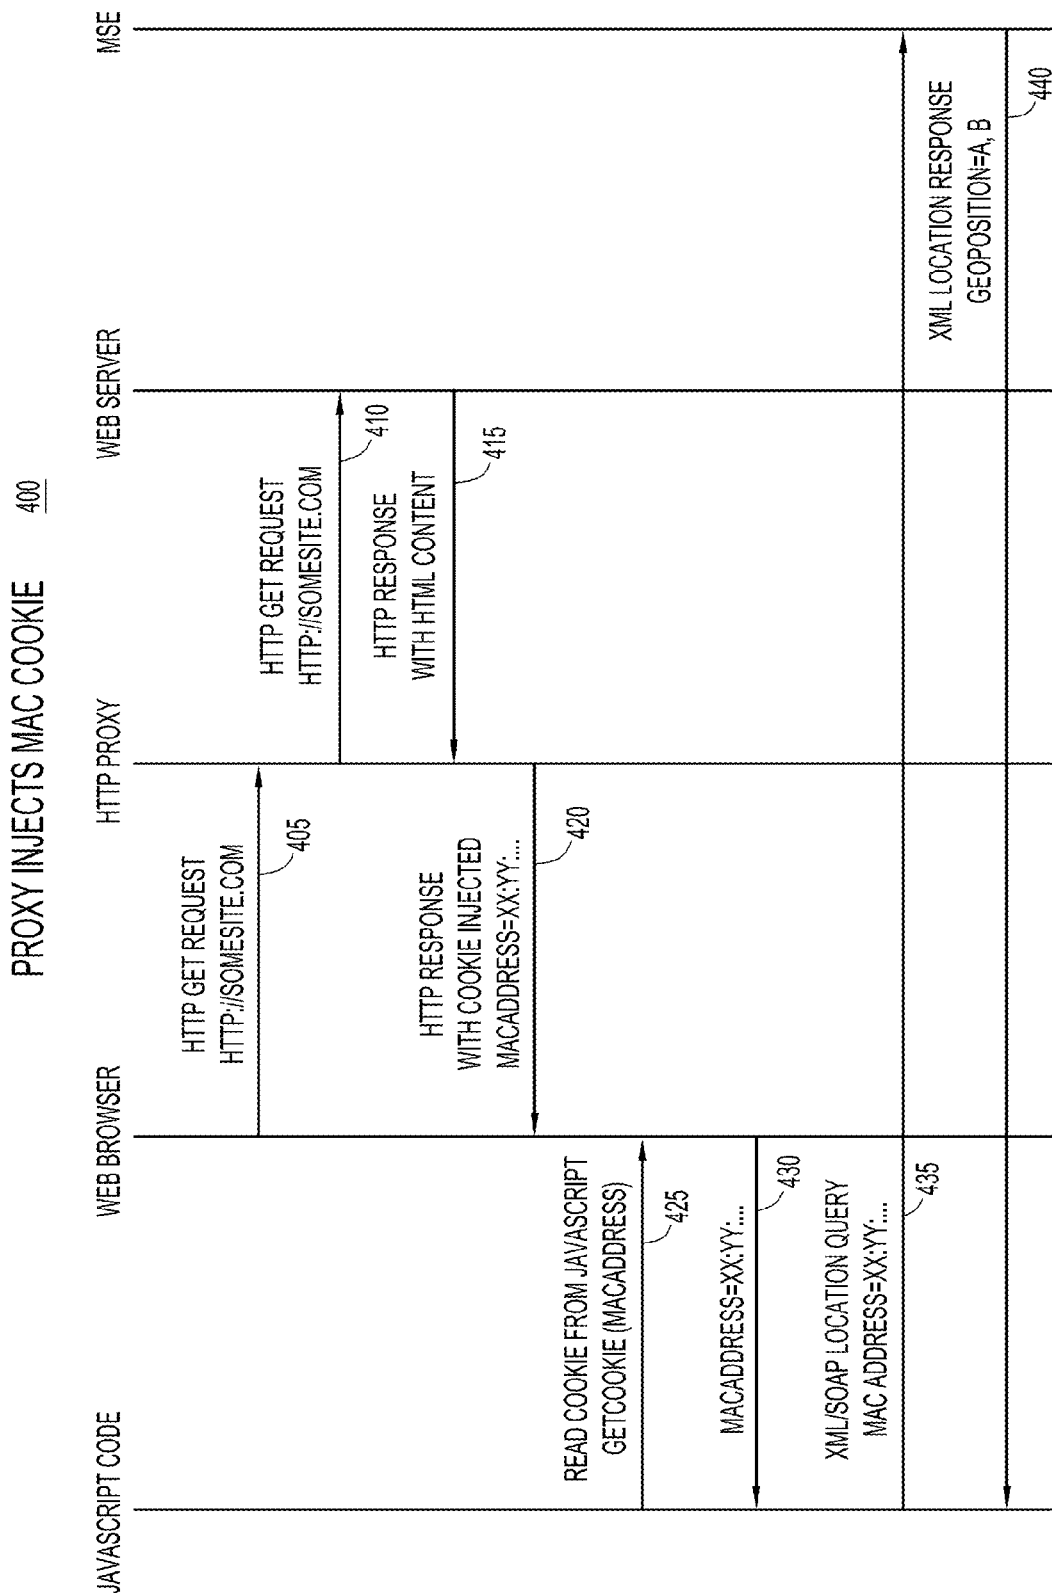 PROXY INJECTS MAC COOKIE 400
JAVASCRIPT CODE
WEB BROWSER
HTTP PROXY
WEB SERVER
MSE
HTTP GET REQUEST
HTTP://SOMESITE.COM
405
HTTP GET REQUEST
HTTP://SOMESITE.COM
410
HTTP RESPONSE
WITH HTML CONTENT
415
HTTP RESPONSE
WITH COOKIE INJECTED
MACADDRESS=XX:YY:....
420
READ COOKIE FROM JAVASCRIPT
GETCOOKIE (MACADDRESS)
425
MACADDRESS=XX:YY:....
430
XML/SOAP LOCATION QUERY
MAC ADDRESS=XX:YY:....
435
XML LOCATION RESPONSE
GEOPOSITION=A, B
440